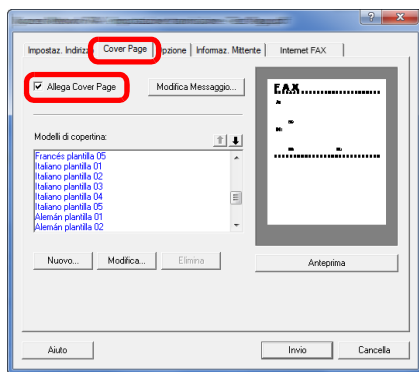 Impostaz. Indirizz Cover Page pzione Informaz. Mittente Internet FAX
Allega Cover Page
Modifica Messaggio...
FAX
Modelli di copertina:
Francés plantilla 05
Italiano plantilla 01
Italiano plantilla 02
Italiano plantilla 03
Italiano plantilla 04
Italiano plantilla 05
Alemán plantilla 01
Alemán plantilla 02
Nuovo... Modifica... Elimina
Anteprima
Aiuto Invio Cancella